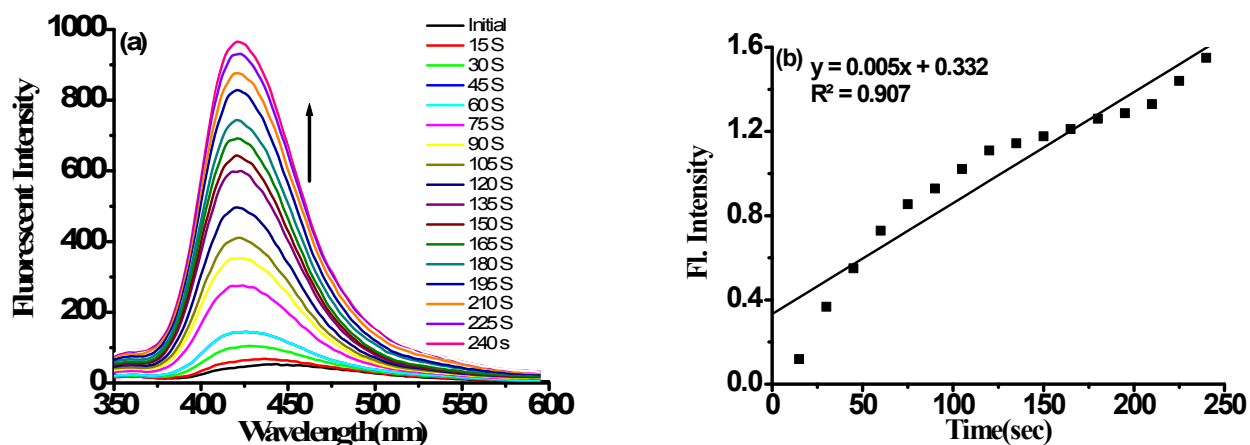 (a)
1000
800
600
400
200
0
Fluorescent Intensity
350 400 450 500 550 600
Wavelength(nm)
Initial
15 S
30 S
45 S
60 S
75 S
90 S
105 S
120 S
135 S
150 S
165 S
180 S
195 S
210 S
225 S
240 s
(b)
y = 0.005x + 0.332
R² = 0.907
1.6
1.2
0.8
0.4
0.0
Fl. Intensity
0 50 100 150 200 250
Time(sec)